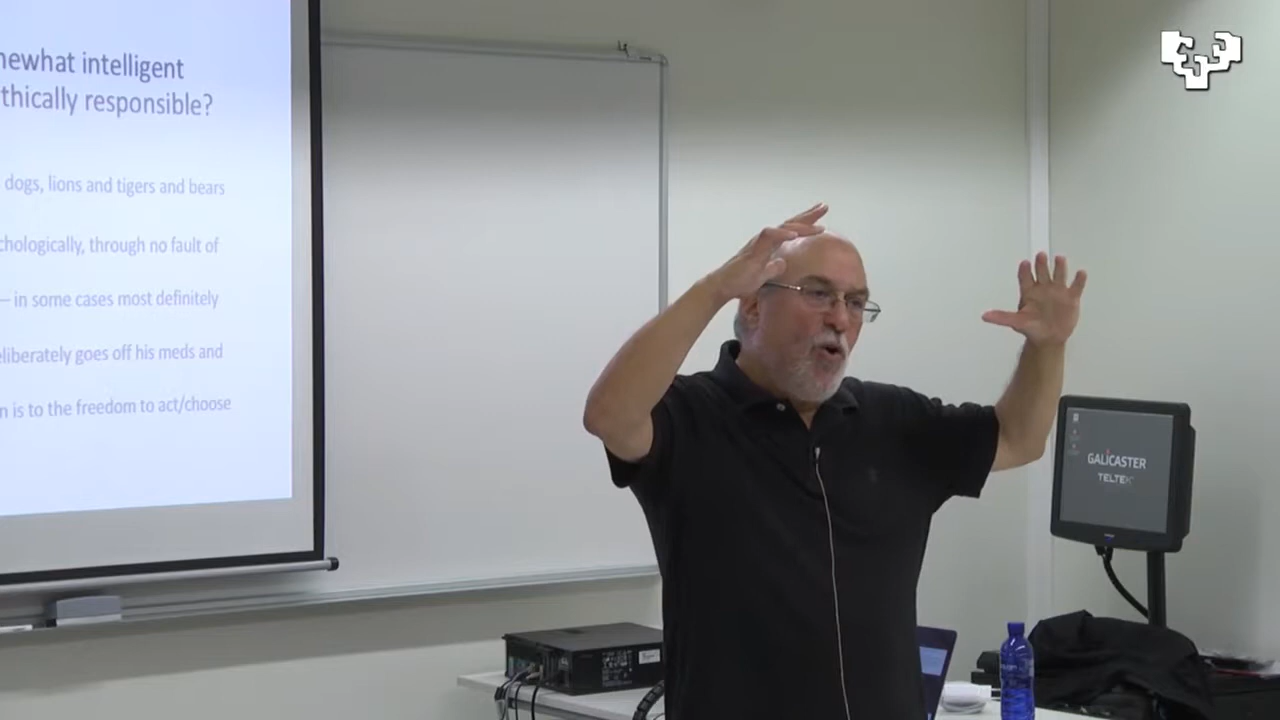 newhat intelligent
thically responsible?
dogs, lions and tigers and bears
chologically, through no fault of
– in some cases most definitely
eliberately goes off his meds and
n is to the freedom to act/choose
GALICASTER
TELTEK